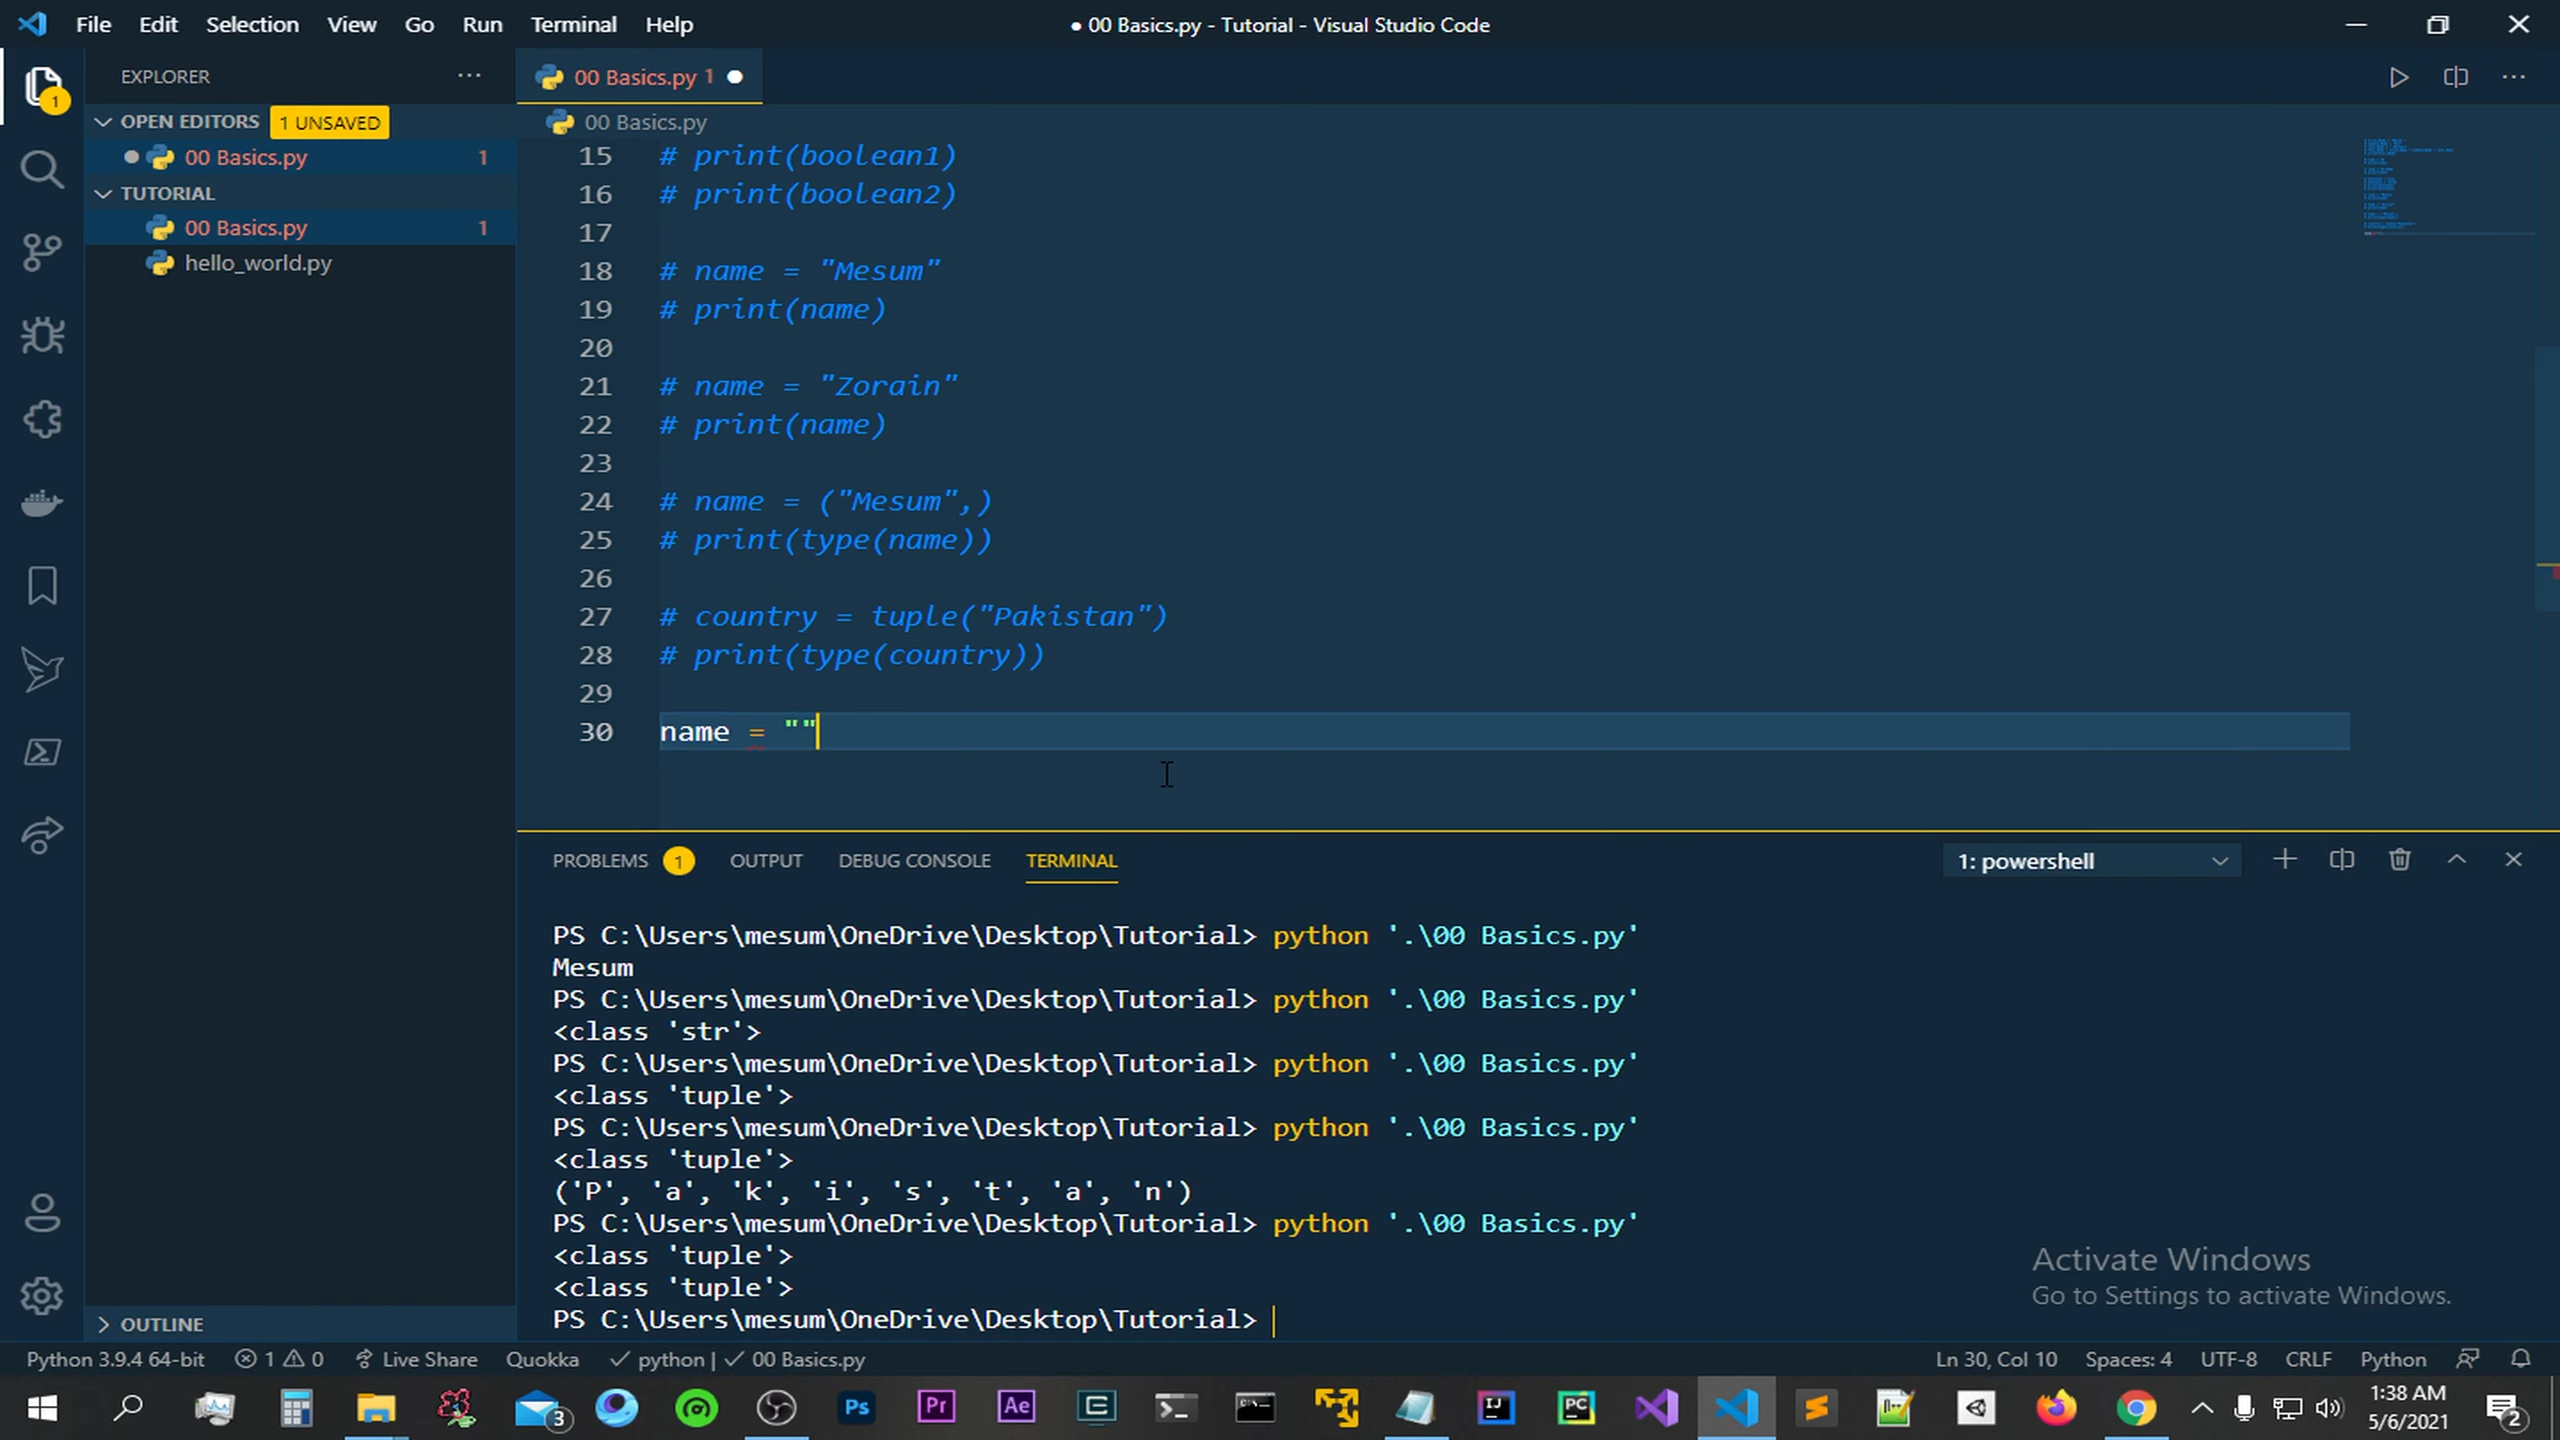 File Edit Selection View Go Run Terminal Help
● 00 Basics.py - Tutorial - Visual Studio Code
EXPLORER
OPEN EDITORS 1 UNSAVED
00 Basics.py 1
TUTORIAL
00 Basics.py 1
hello_world.py
OUTLINE
1
00 Basics.py 1
00 Basics.py
15 # print(boolean1)
16 # print(boolean2)
17
18 # name = "Mesum"
19 # print(name)
20
21 # name = "Zorain"
22 # print(name)
23
24 # name = ("Mesum",)
25 # print(type(name))
26
27 # country = tuple("Pakistan")
28 # print(type(country))
29
30 name = ""
PROBLEMS 1 OUTPUT DEBUG CONSOLE TERMINAL
1: powershell
PS C:\Users\mesum\OneDrive\Desktop\Tutorial> python '.\00 Basics.py'
Mesum
PS C:\Users\mesum\OneDrive\Desktop\Tutorial> python '.\00 Basics.py'
<class 'str'>
PS C:\Users\mesum\OneDrive\Desktop\Tutorial> python '.\00 Basics.py'
<class 'tuple'>
PS C:\Users\mesum\OneDrive\Desktop\Tutorial> python '.\00 Basics.py'
<class 'tuple'>
('P', 'a', 'k', 'i', 's', 't', 'a', 'n')
PS C:\Users\mesum\OneDrive\Desktop\Tutorial> python '.\00 Basics.py'
<class 'tuple'>
<class 'tuple'>
PS C:\Users\mesum\OneDrive\Desktop\Tutorial>
Activate Windows
Go to Settings to activate Windows.
Python 3.9.4 64-bit 1 0 Live Share Quokka ✓ python | ✓ 00 Basics.py
Ln 30, Col 10 Spaces: 4 UTF-8 CRLF Python
3 Ps Pr Ae IJ PC
1:38 AM
5/6/2021
2